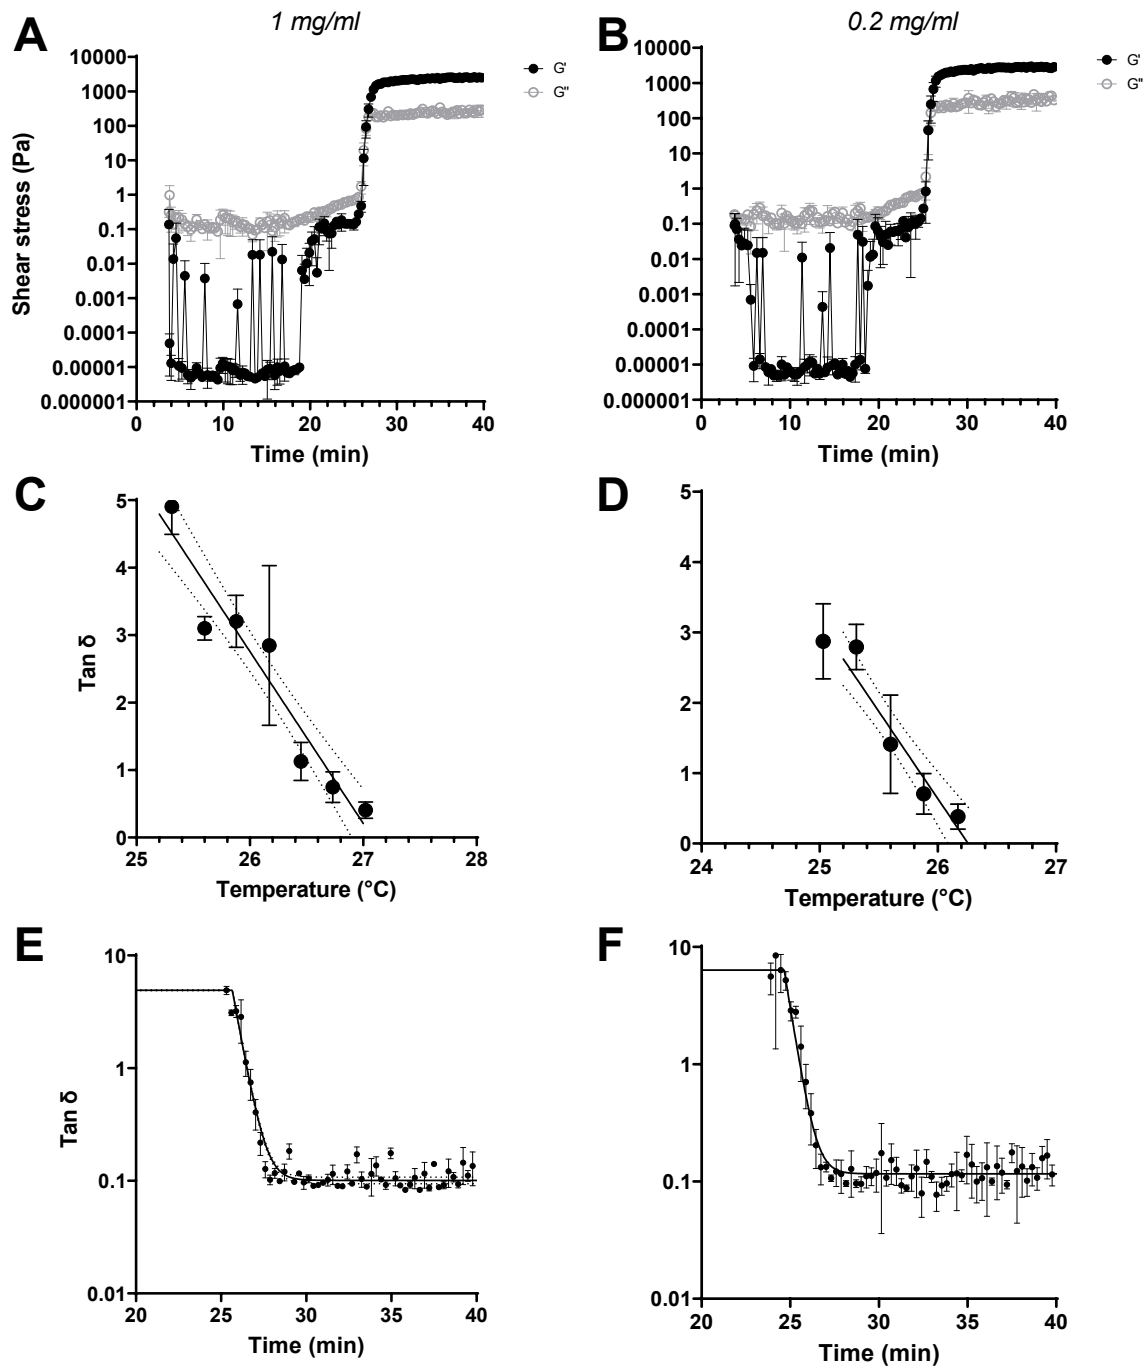 A
1 mg/ml
B
0.2 mg/ml
10000
1000
100
10
1
0.1
0.01
0.001
0.0001
0.00001
0.000001
Shear stress (Pa)
0 10 20 30 40
Time (min)
G'
G"
10000
1000
100
10
1
0.1
0.01
0.001
0.0001
0.00001
0.000001
0 10 20 30 40
Time (min)
G'
G"
C
5
4
3
2
1
0
Tan δ
25 26 27 28
Temperature (°C)
D
5
4
3
2
1
0
24 25 26 27
Temperature (°C)
E
10
1
0.1
0.01
Tan δ
20 25 30 35 40
Time (min)
F
10
1
0.1
0.01
20 25 30 35 40
Time (min)